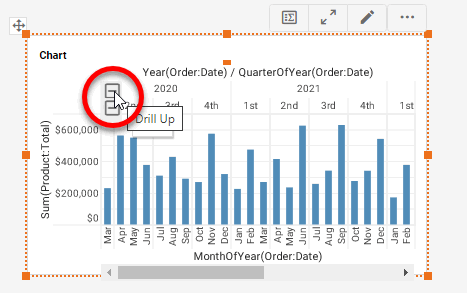 Chart
Year(Order:Date) / QuarterOfYear(Order:Date)
2020 2021
3rd 4th 1st 2nd 3rd 4th 1st
Drill Up
Sum(Product:Total)
$600,000
$400,000
$200,000
$0
Mar Apr May Jun Jul Aug Sep Oct Nov Dec Jan Feb Mar Apr May Jun Jul Aug Sep Oct Nov Dec Jan Feb
MonthOfYear(Order:Date)